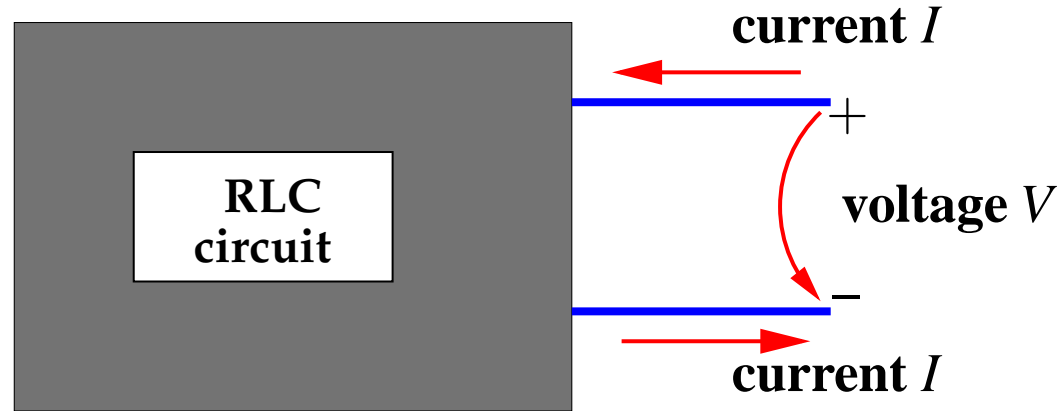 current I
+
RLC
circuit
voltage V
−
current I